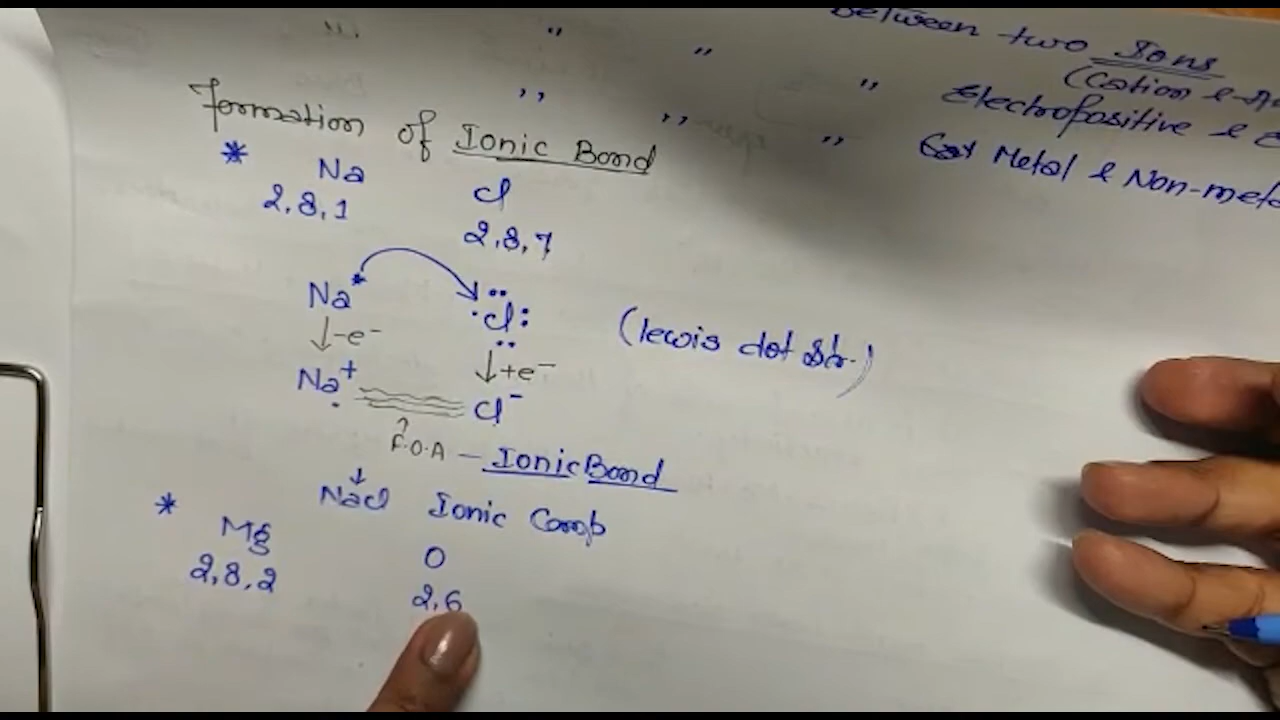 Between two Ions
(Cation &
" " " Electropositive &
,, ,, " Metal & Non-meta
Formation of Ionic Bond
* Na Cl
2,8,1 2,8,7
Na Cl (lewis dot str.)
↓-e⁻ ↓+e⁻
Na⁺ Cl⁻
F.O.A – Ionic Bond
↓
NaCl Ionic Comp
* Mg O
2,8,2 2,6